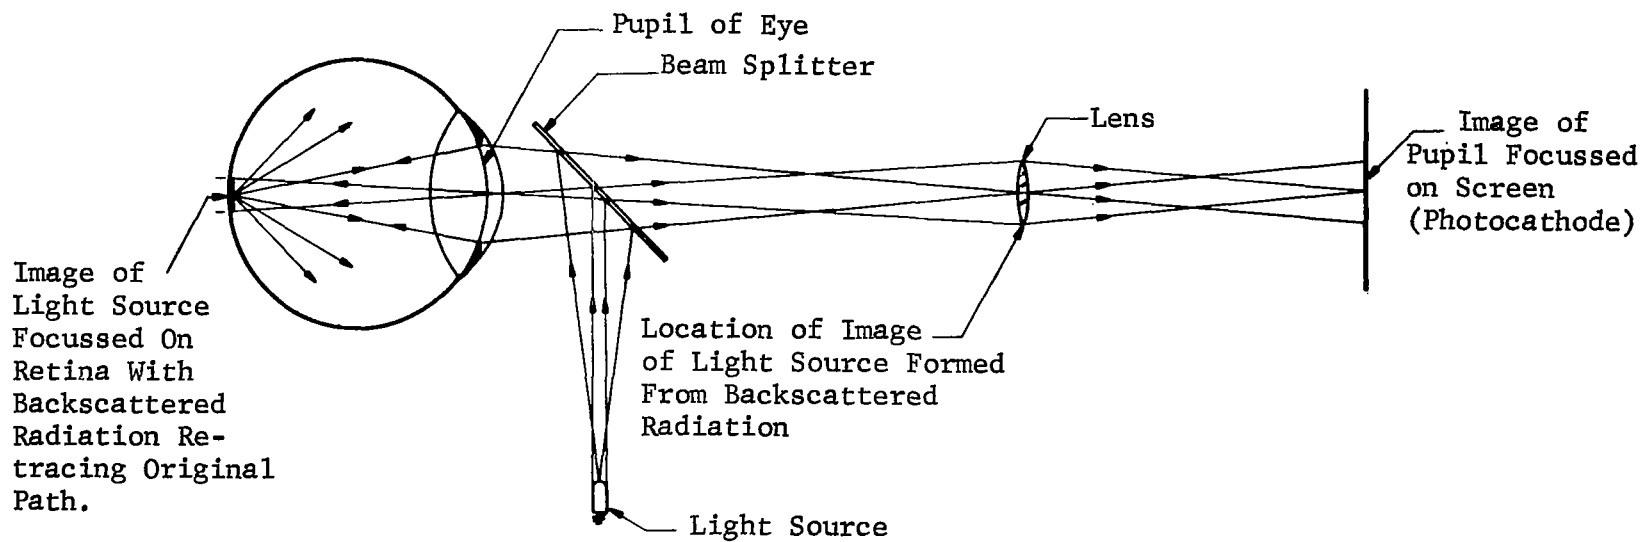 Pupil of Eye
Beam Splitter
Lens
Image of
Pupil Focussed
on Screen
(Photocathode)
Image of
Light Source
Focussed On
Retina With
Backscattered
Radiation Re-
tracing Original
Path.
Location of Image
of Light Source Formed
From Backscattered
Radiation
Light Source